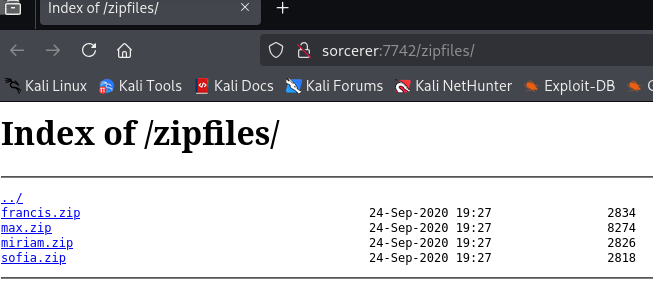 Index of /zipfiles/
sorcerer:7742/zipfiles/
Kali Linux Kali Tools Kali Docs Kali Forums Kali NetHunter Exploit-DB
Index of /zipfiles/
../
francis.zip 24-Sep-2020 19:27 2834
max.zip 24-Sep-2020 19:27 8274
miriam.zip 24-Sep-2020 19:27 2826
sofia.zip 24-Sep-2020 19:27 2818